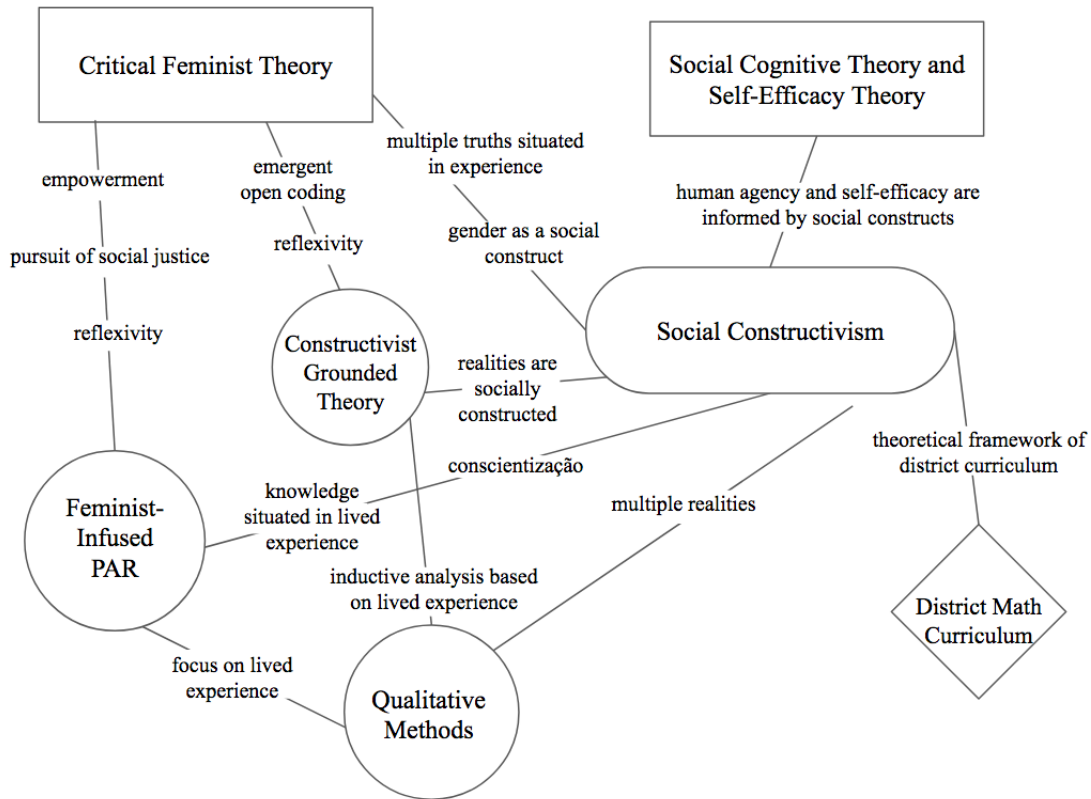 Critical Feminist Theory
Social Cognitive Theory and
Self-Efficacy Theory
empowerment
emergent
open coding
multiple truths situated
in experience
human agency and self-efficacy are
informed by social constructs
pursuit of social justice
reflexivity
gender as a social
construct
reflexivity
Constructivist
Grounded
Theory
realities are
socially
constructed
Social Constructivism
theoretical framework of
district curriculum
conscientização
knowledge
situated in lived
experience
multiple realities
Feminist-
Infused
PAR
inductive analysis based
on lived experience
District Math
Curriculum
focus on lived
experience
Qualitative
Methods